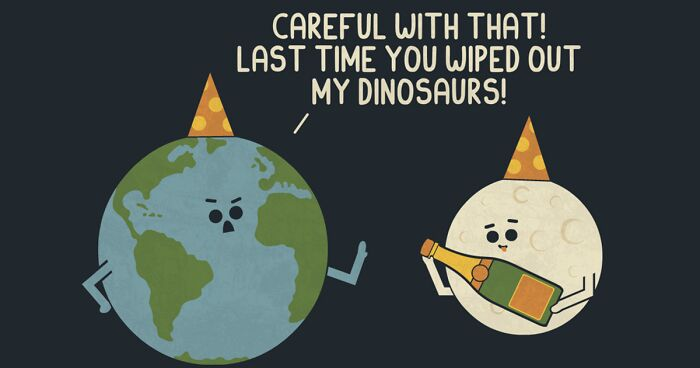 CAREFUL WITH THAT!
LAST TIME YOU WIPED OUT
MY DINOSAURS!